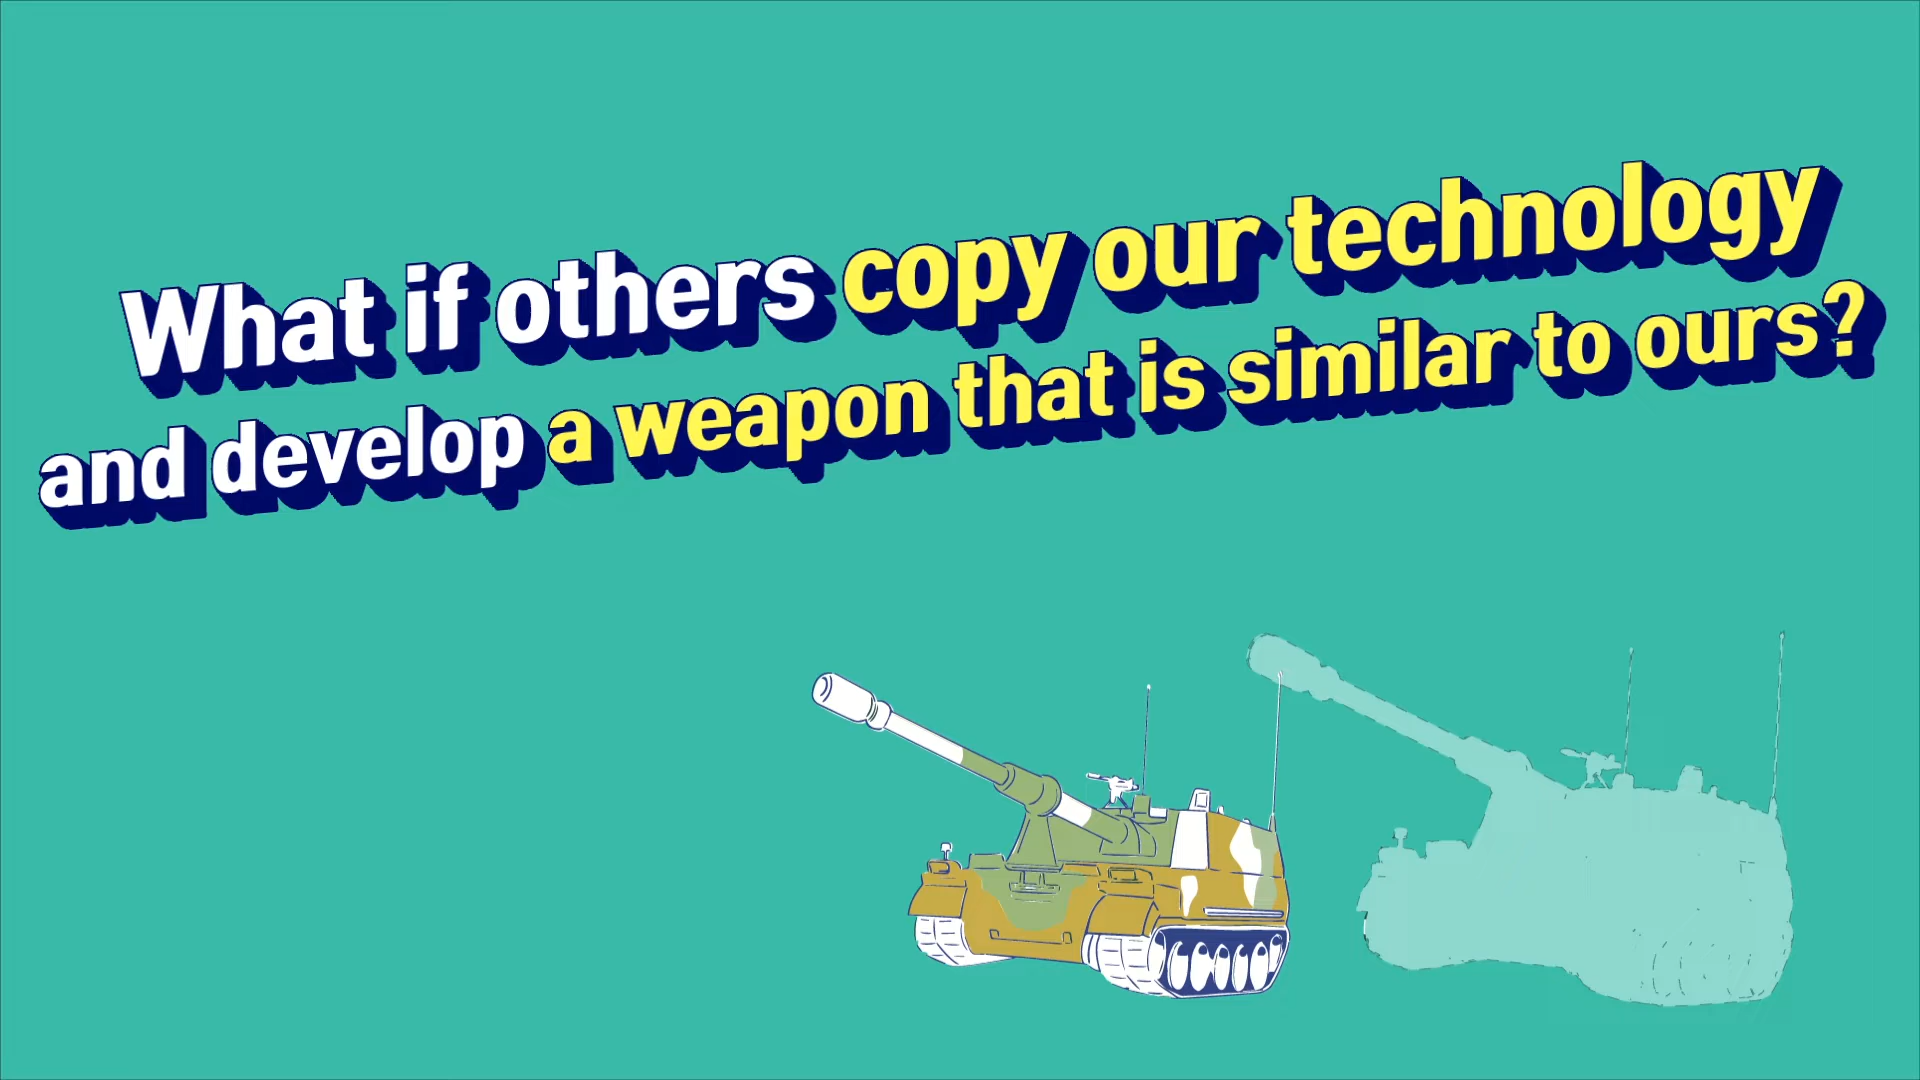 What if others copy our technology
and develop a weapon that is similar to ours?